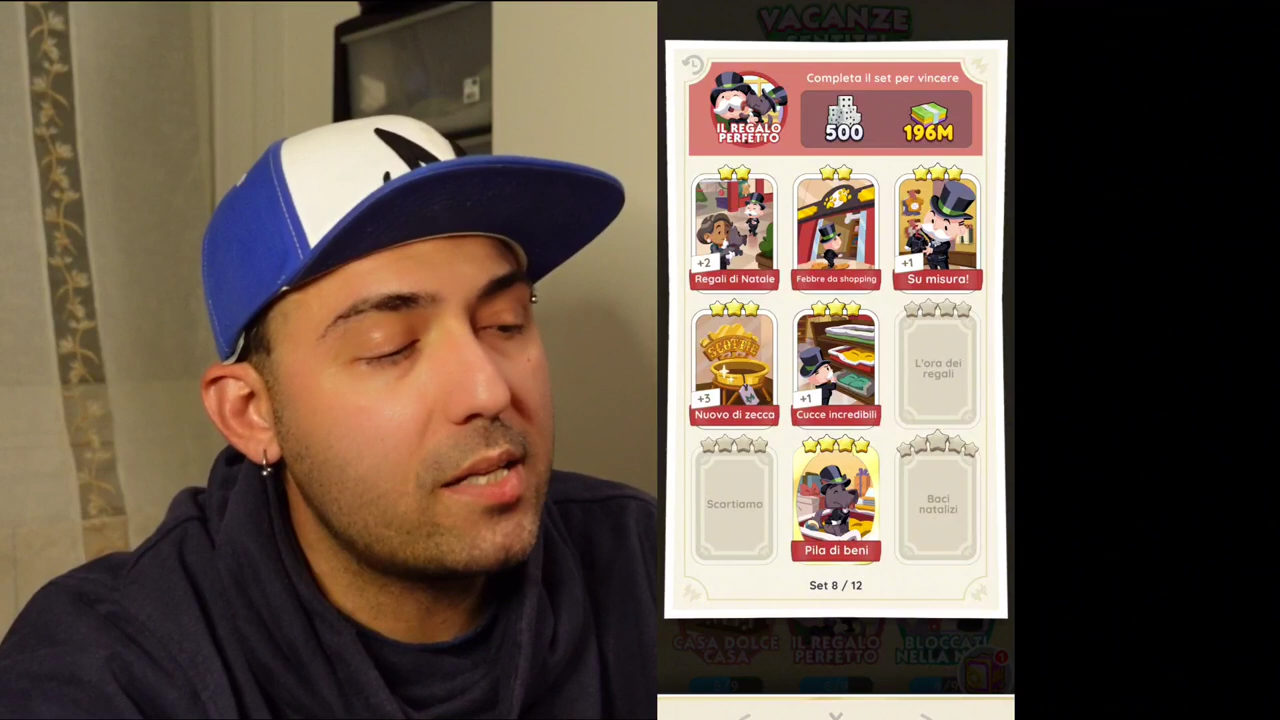 VACANZE
Completa il set per vincere
IL REGALO
PERFETTO
500
196M
+2
Regali di Natale
Febbre da shopping
+1
Su misura!
SCOTTIE
+3
Nuovo di zecca
+1
Cucce incredibili
L'ora dei
regali
Scartiamo
Pila di beni
Baci
natalizi
Set 8 / 12
CASA DOLCE
CASA
IL REGALO
PERFETTO
BLOCCATI
NELLA
1